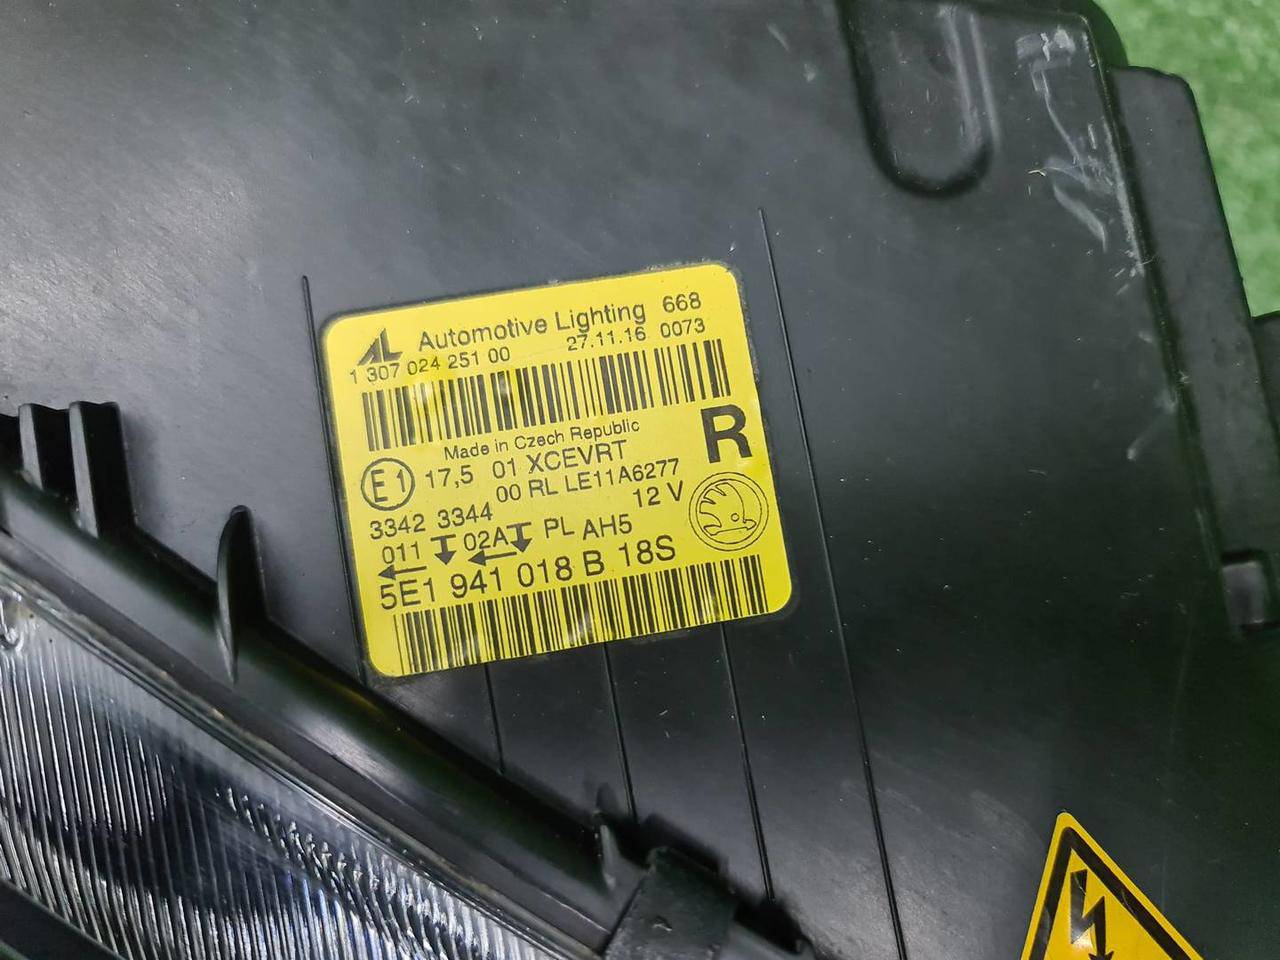 AL Automotive Lighting 668
1 307 024 251 00 27.11.16 0073
Made in Czech Republic
R
E1 17,5 01 XCEVRT
00 RL LE11A6277
3342 3344 12 V
011 02A PL AH5
5E1 941 018 B 18S